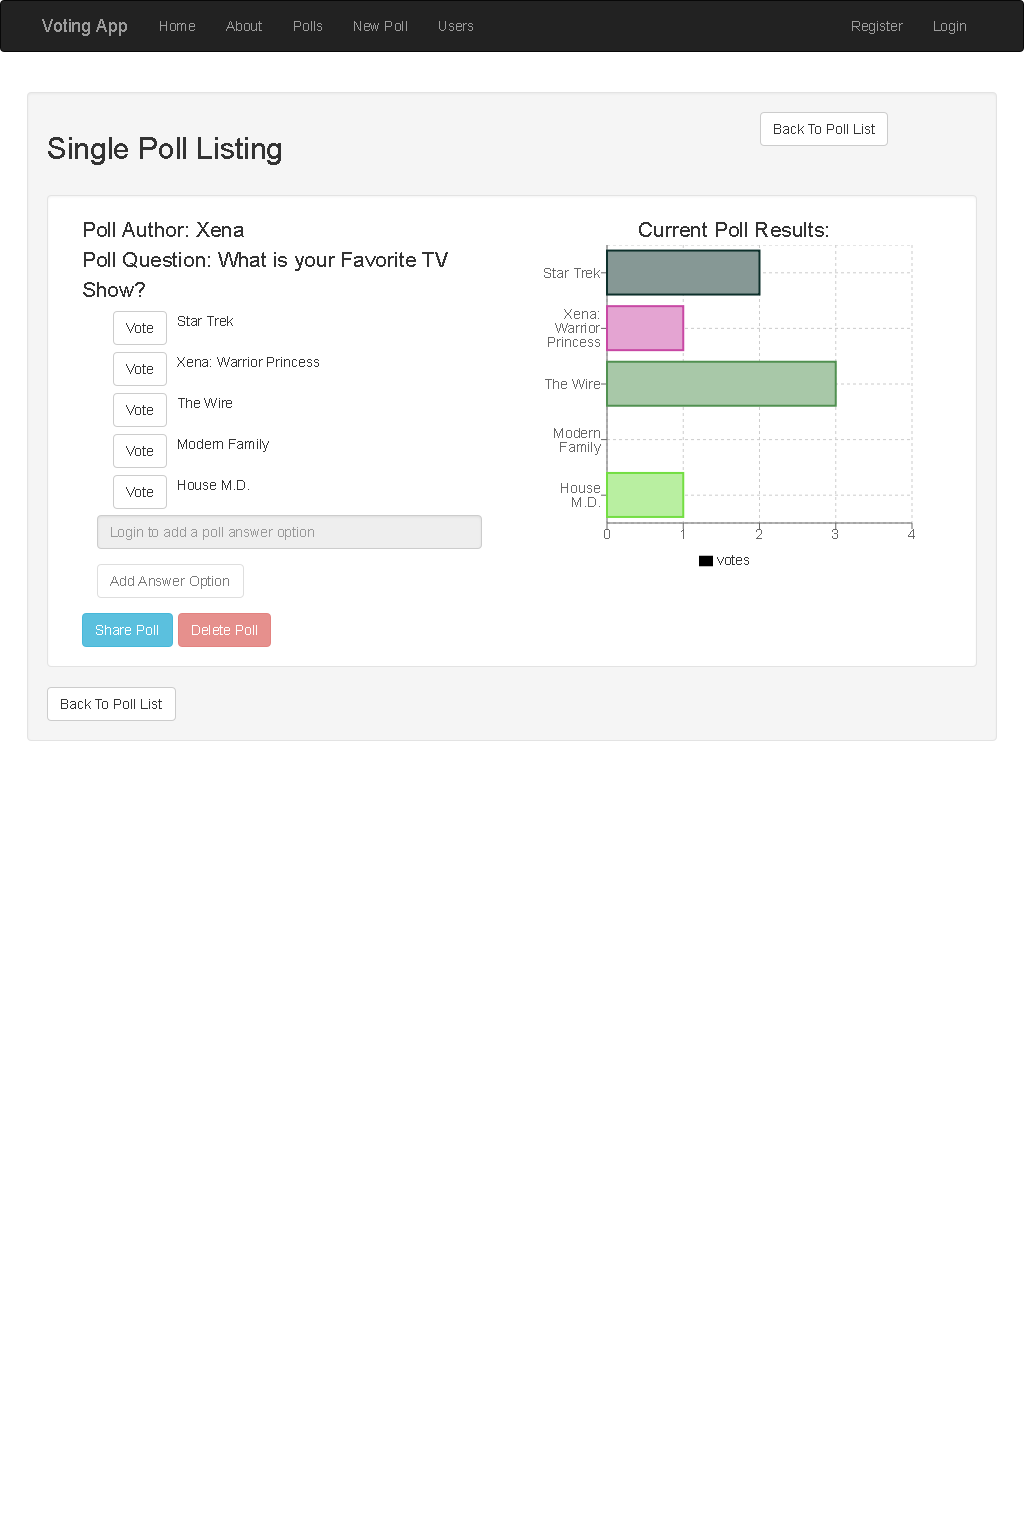 Voting App Home About Polls New Poll Users Register Login
Back To Poll List
Single Poll Listing
Poll Author: Xena
Poll Question: What is your Favorite TV
Show?
Vote Star Trek
Vote Xena: Warrior Princess
Vote The Wire
Vote Modern Family
Vote House M.D.
Login to add a poll answer option
Add Answer Option
Share Poll Delete Poll
Current Poll Results:
Star Trek
Xena:
Warrior
Princess
The Wire
Modern
Family
House
M.D.
0 1 2 3 4
votes
Back To Poll List